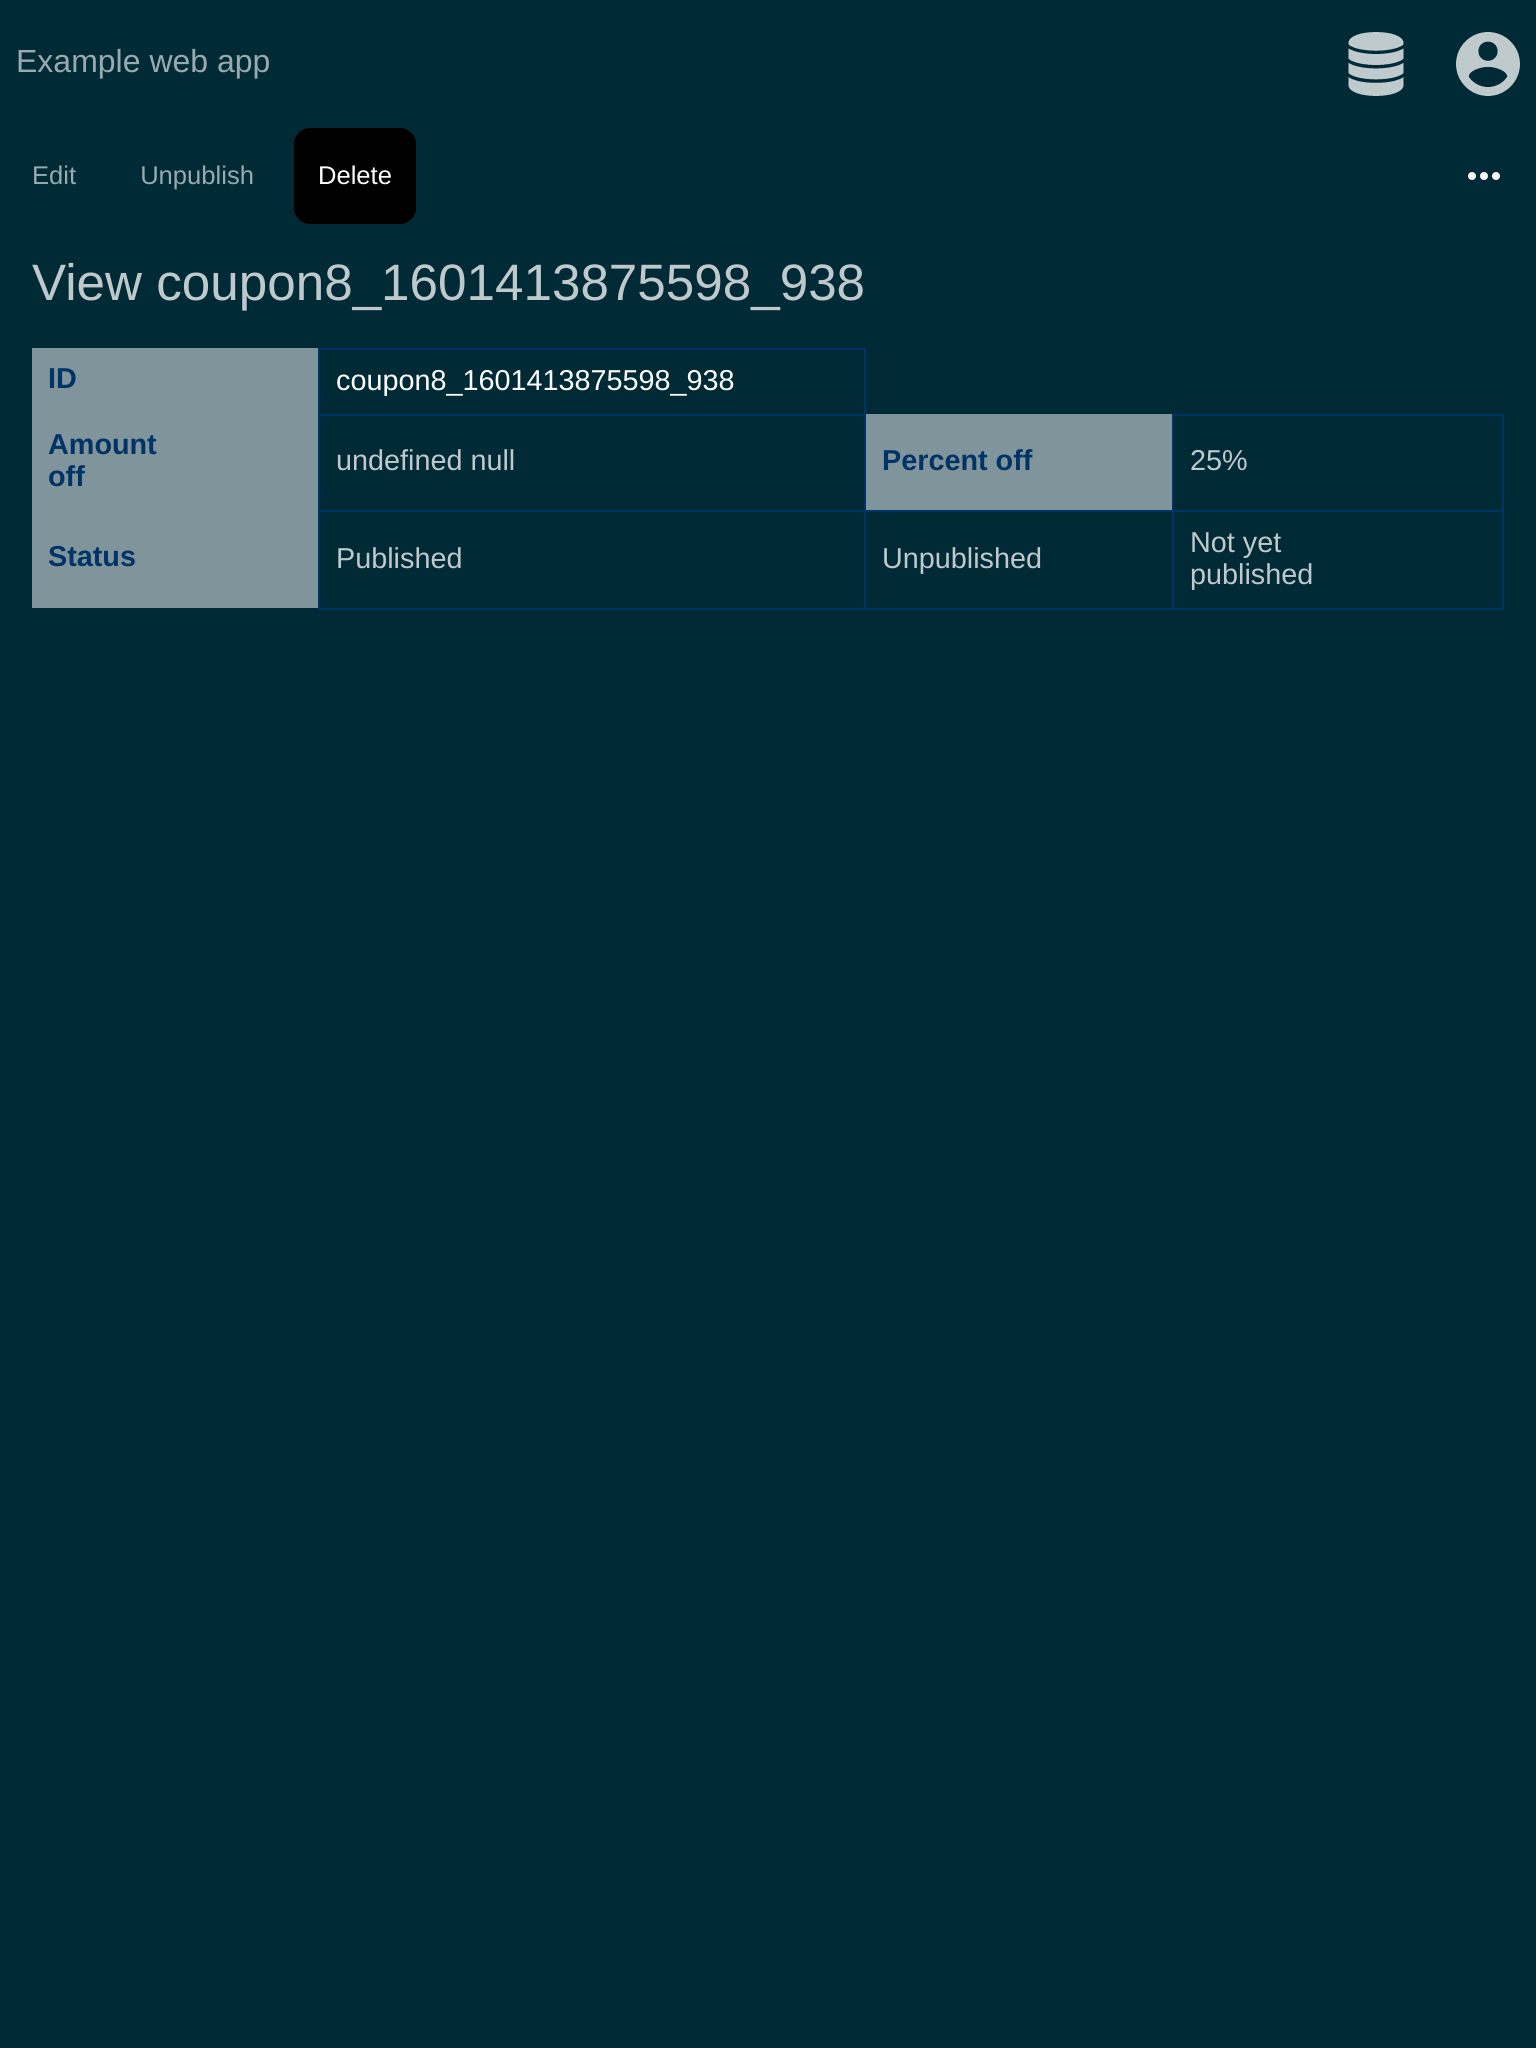 Example web app
Edit Unpublish Delete
View coupon8_1601413875598_938
ID coupon8_1601413875598_938
Amount
off undefined null Percent off 25%
Status Published Unpublished Not yet
published